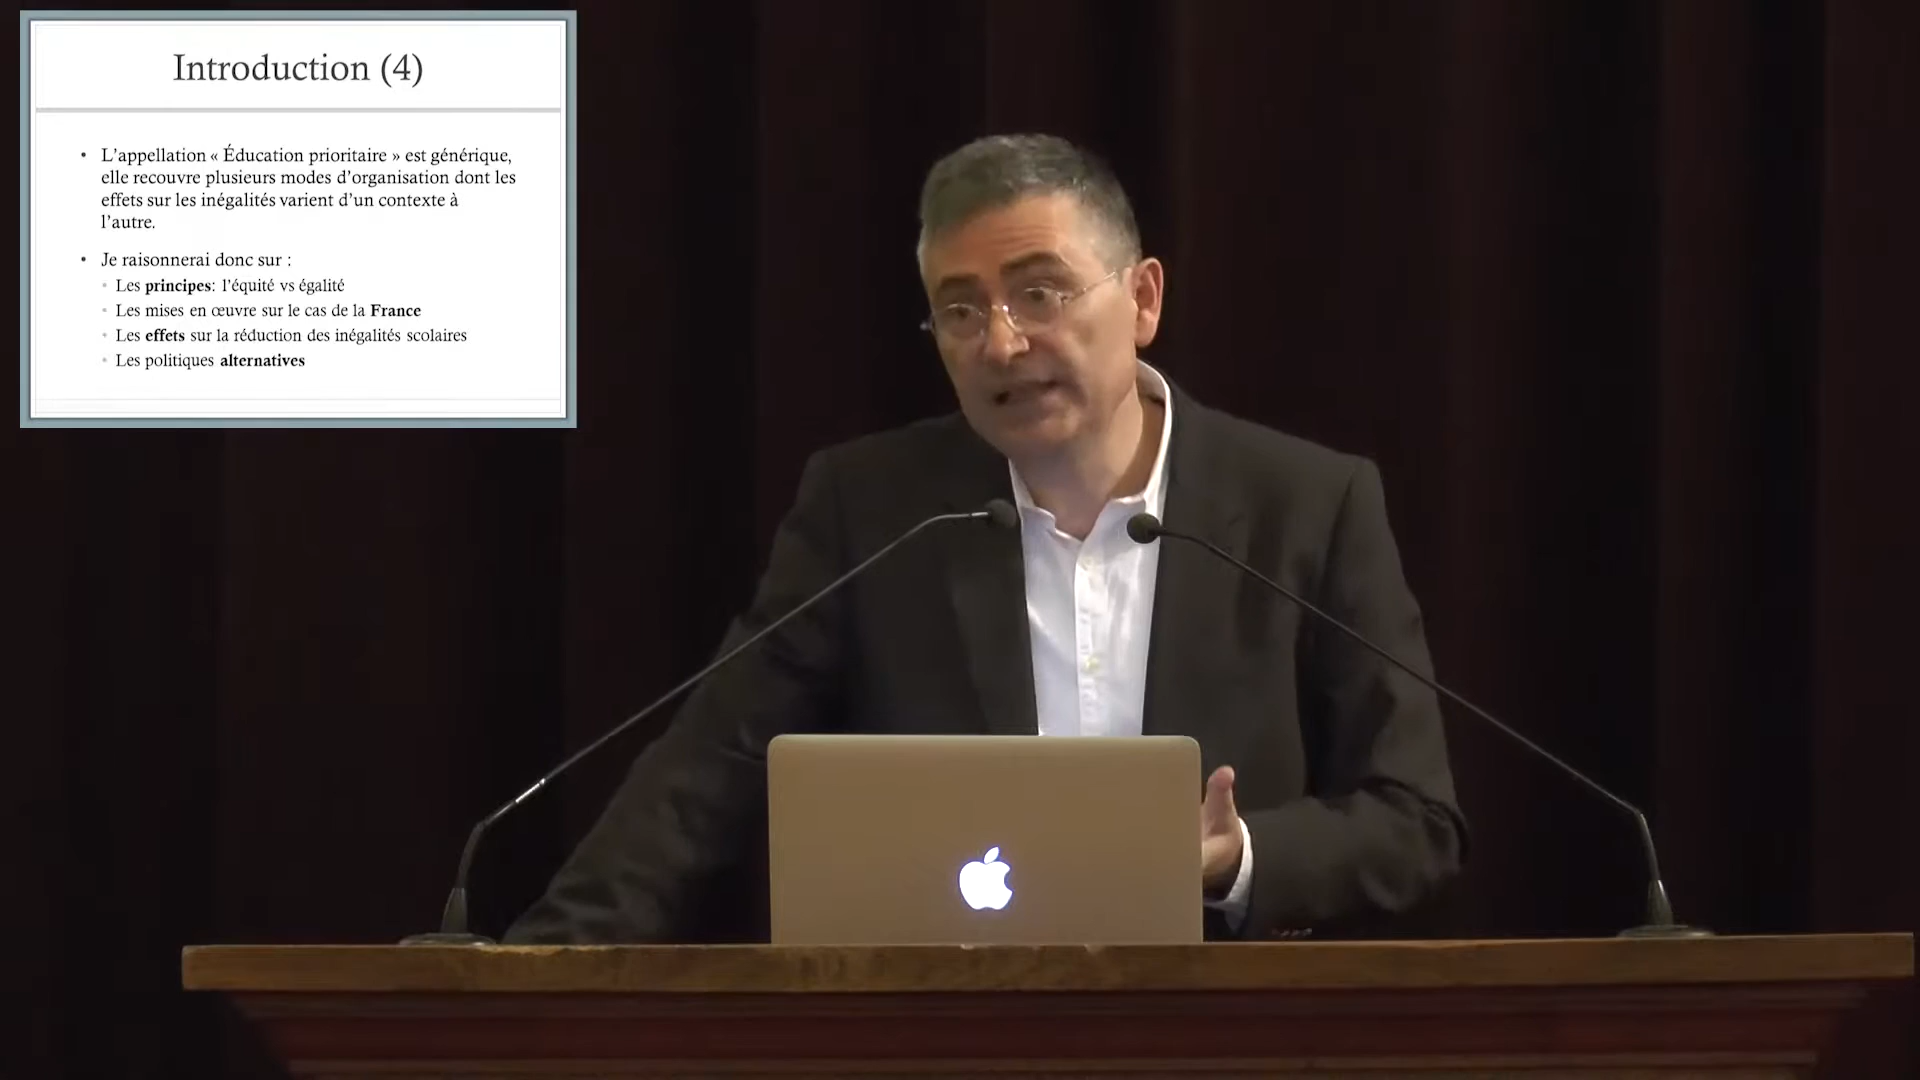 Introduction (4)
• L’appellation « Éducation prioritaire » est générique,
elle recouvre plusieurs modes d’organisation dont les
effets sur les inégalités varient d’un contexte à
l’autre.
• Je raisonnerai donc sur :
• Les principes: l’équité vs égalité
• Les mises en œuvre sur le cas de la France
• Les effets sur la réduction des inégalités scolaires
• Les politiques alternatives